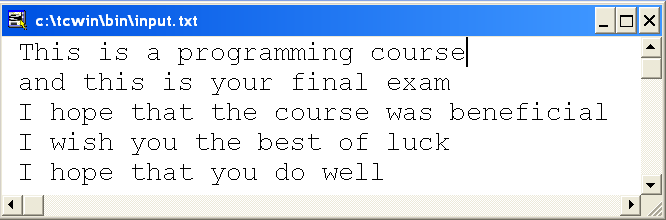 c:\tcwin\bin\input.txt
This is a programming course
and this is your final exam
I hope that the course was beneficial
I wish you the best of luck
I hope that you do well